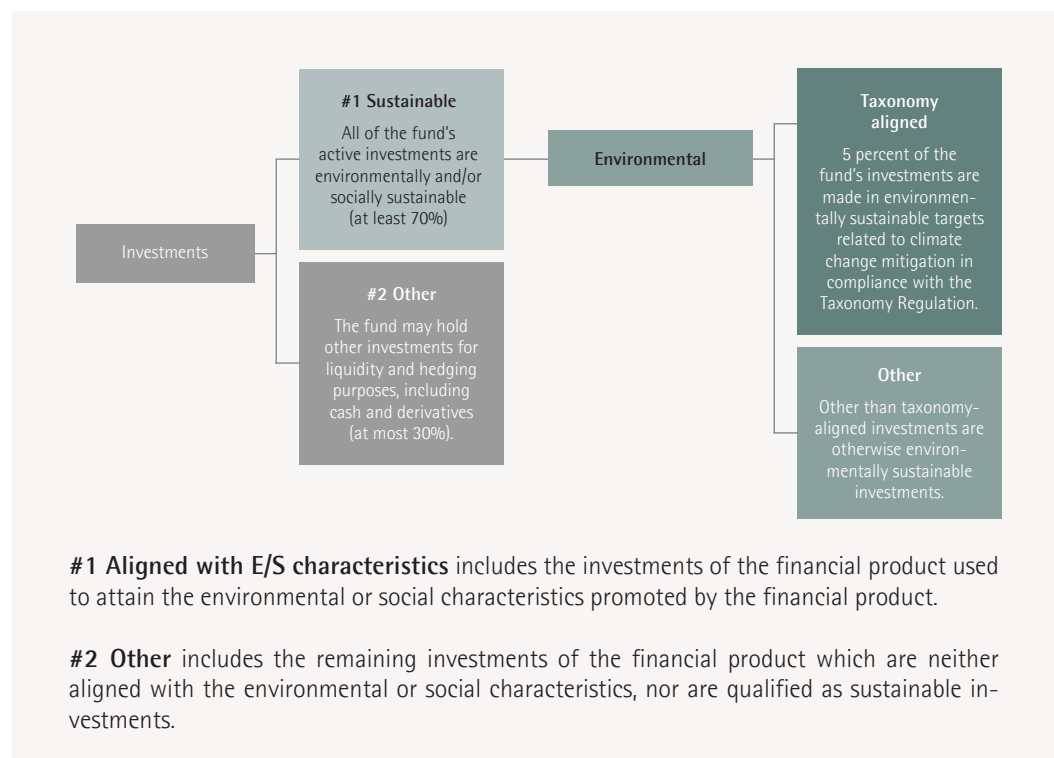 Investments
#1 Sustainable
All of the fund's
active investments are
environmentally and/or
socially sustainable
(at least 70%)
#2 Other
The fund may hold
other investments for
liquidity and hedging
purposes, including
cash and derivatives
(at most 30%).
Environmental
Taxonomy
aligned
5 percent of the
fund's investments are
made in environmen-
tally sustainable targets
related to climate
change mitigation in
compliance with the
Taxonomy Regulation.
Other
Other than taxonomy-
aligned investments are
otherwise environ-
mentally sustainable
investments.
#1 Aligned with E/S characteristics includes the investments of the financial product used
to attain the environmental or social characteristics promoted by the financial product.
#2 Other includes the remaining investments of the financial product which are neither
aligned with the environmental or social characteristics, nor are qualified as sustainable in-
vestments.